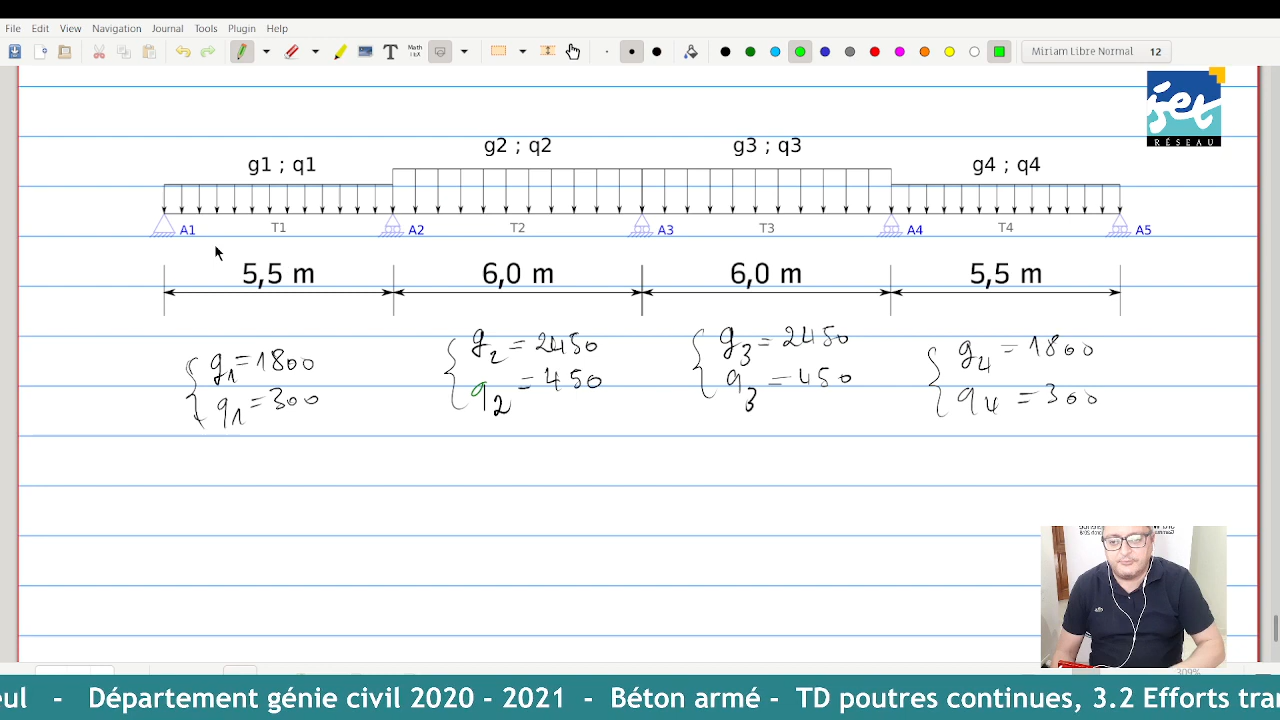 File Edit View Navigation Journal Tools Plugin Help
Miriam Libre Normal 12
iset
RÉSEAU
g1 ; q1
g2 ; q2
g3 ; q3
g4 ; q4
A1 T1 A2 T2 A3 T3 A4 T4 A5
5,5 m 6,0 m 6,0 m 5,5 m
g1 = 1800
q1 = 300
g2 = 2450
q2 = 450
g3 = 2450
q3 = 450
g4 = 1800
q4 = 300
309%
eul - Département génie civil 2020 - 2021 - Béton armé - TD poutres continues, 3.2 Efforts tra